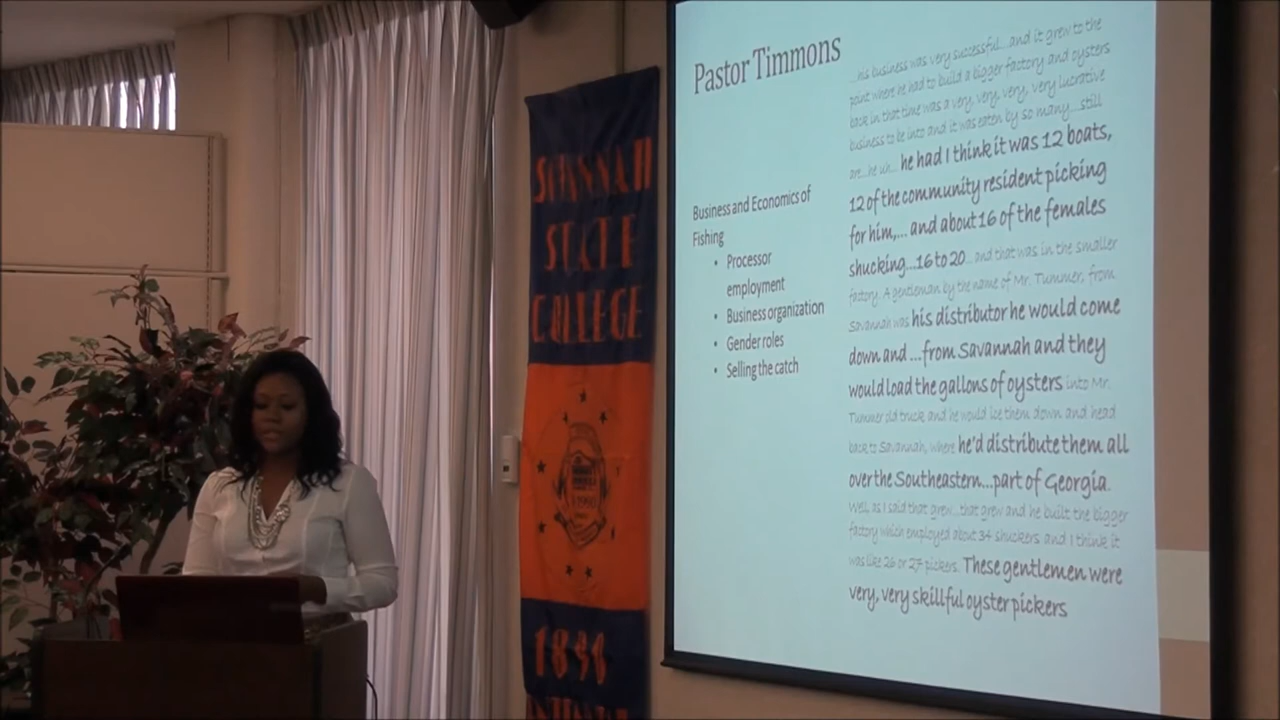 SAVANNAH
STATE
COLLEGE
1890
Pastor Timmons
Business and Economics of
Fishing
• Processor
employment
• Business organization
• Gender roles
• Selling the catch
...his business was very successful...and it grew to the
point where he had to build a bigger factory and oysters
back in that time was a very, very, very, very lucrative
business to be into and it was eaten by so many...still
are...he uh... he had I think it was 12 boats,
12 of the community resident picking
for him,... and about 16 of the females
shucking...16 to 20...and that was in the smaller
factory. A gentleman by the name of Mr. Tummer, from
Savannah was his distributor he would come
down and ...from Savannah and they
would load the gallons of oysters into Mr.
Tummer old truck and he would ice them down and head
back to Savannah, where he'd distribute them all
over the Southeastern...part of Georgia.
Well, as I said that grew...that grew and he built the bigger
factory which employed about 34 shuckers and I think it
was like 26 or 27 pickers. These gentlemen were
very, very skillful oyster pickers